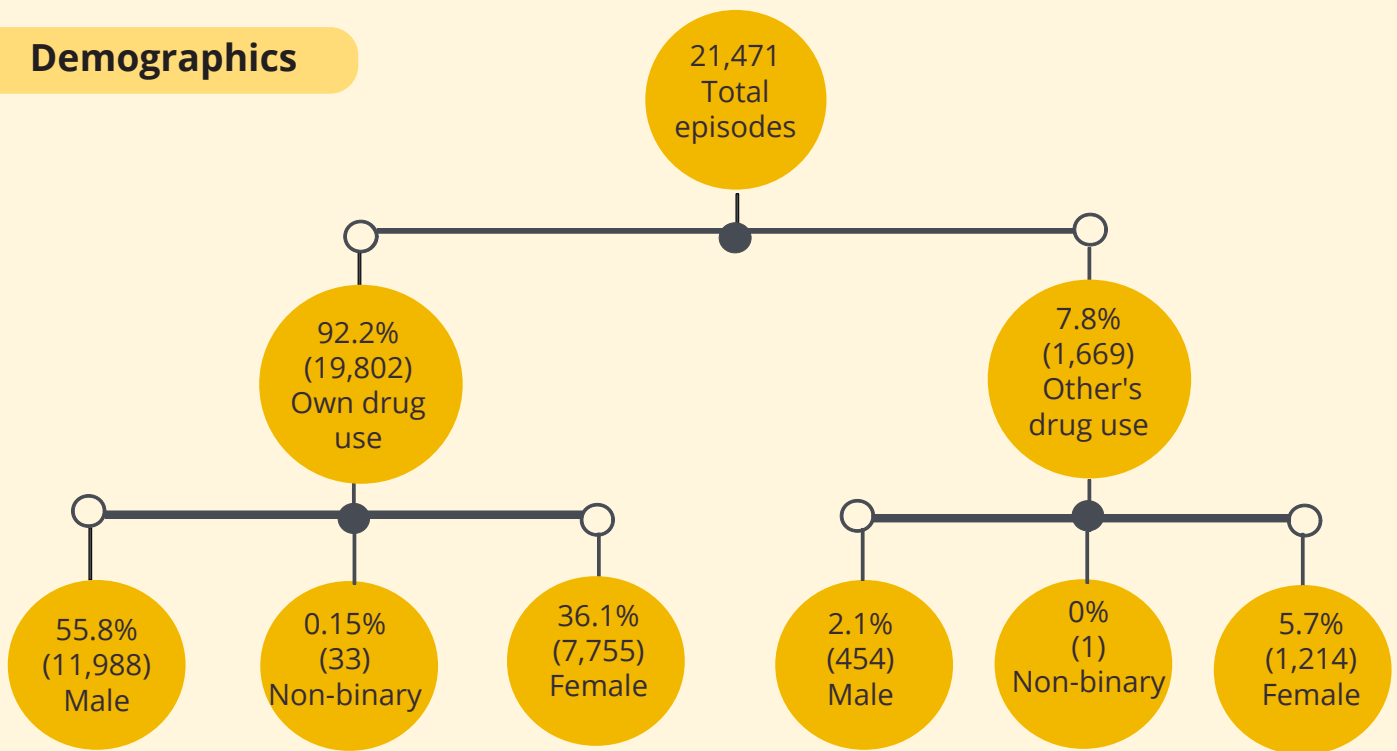 Demographics
21,471
Total
episodes
92.2%
(19,802)
Own drug
use
7.8%
(1,669)
Other's
drug use
55.8%
(11,988)
Male
0.15%
(33)
Non-binary
36.1%
(7,755)
Female
2.1%
(454)
Male
0%
(1)
Non-binary
5.7%
(1,214)
Female